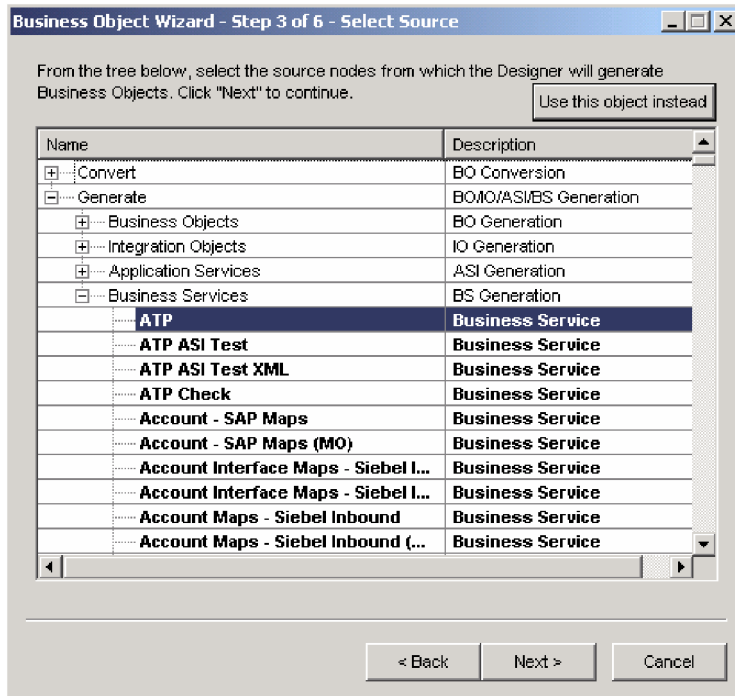 Business Object Wizard - Step 3 of 6 - Select Source
From the tree below, select the source nodes from which the Designer will generate
Business Objects. Click "Next" to continue.
Use this object instead
Name Description
Convert BO Conversion
Generate BO/IO/ASI/BS Generation
Business Objects BO Generation
Integration Objects IO Generation
Application Services ASI Generation
Business Services BS Generation
ATP Business Service
ATP ASI Test Business Service
ATP ASI Test XML Business Service
ATP Check Business Service
Account - SAP Maps Business Service
Account - SAP Maps (MO) Business Service
Account Interface Maps - Siebel I... Business Service
Account Interface Maps - Siebel I... Business Service
Account Maps - Siebel Inbound Business Service
Account Maps - Siebel Inbound (... Business Service
< Back Next > Cancel